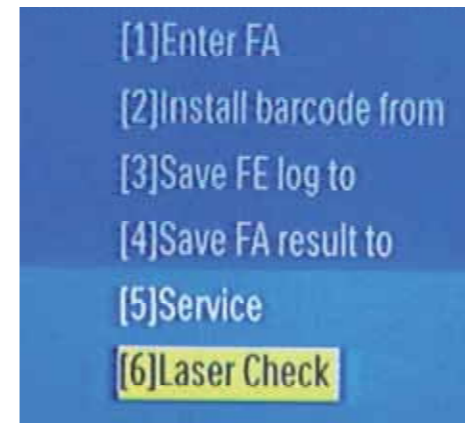 [1]Enter FA
[2]Install barcode from
[3]Save FE log to
[4]Save FA result to
[5]Service
[6]Laser Check